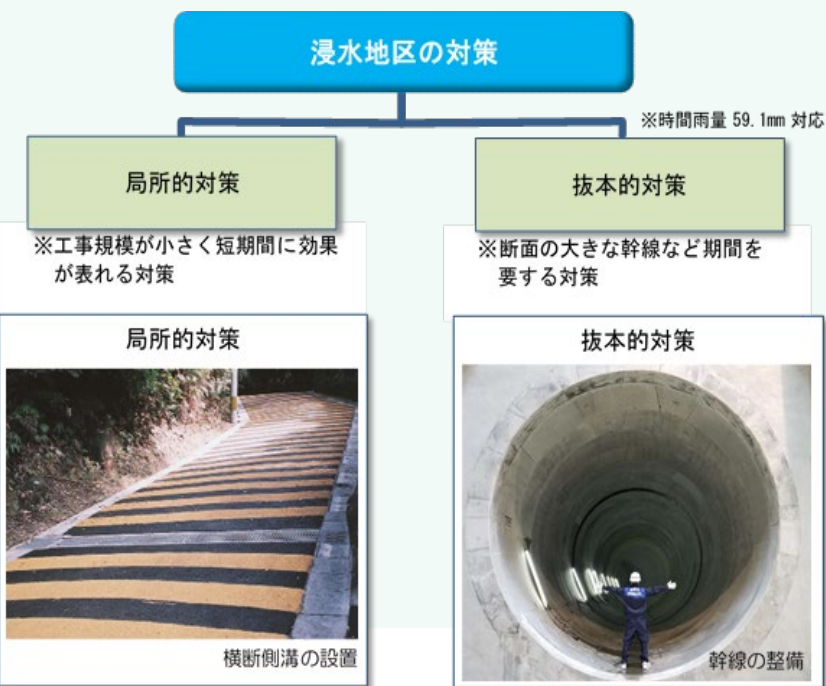 浸水地区の対策
※時間雨量 59.1mm 対応
局所的対策
抜本的対策
※工事規模が小さく短期間に効果
が表れる対策
※断面の大きな幹線など期間を
要する対策
局所的対策
抜本的対策
横断側溝の設置
幹線の整備